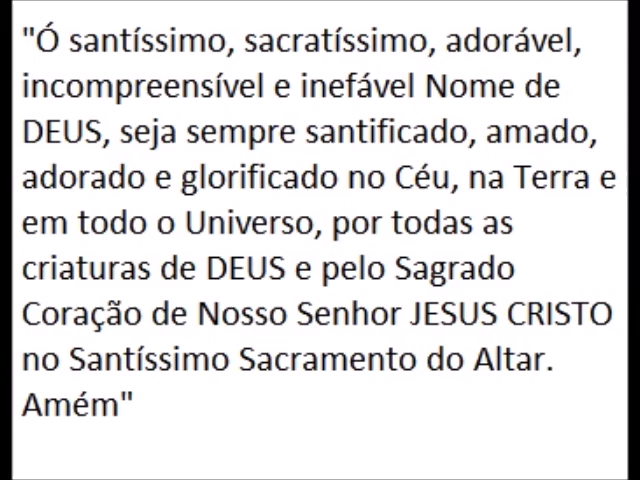 "Ó santíssimo, sacratíssimo, adorável,
incompreensível e inefável Nome de
DEUS, seja sempre santificado, amado,
adorado e glorificado no Céu, na Terra e
em todo o Universo, por todas as
criaturas de DEUS e pelo Sagrado
Coração de Nosso Senhor JESUS CRISTO
no Santíssimo Sacramento do Altar.
Amém"